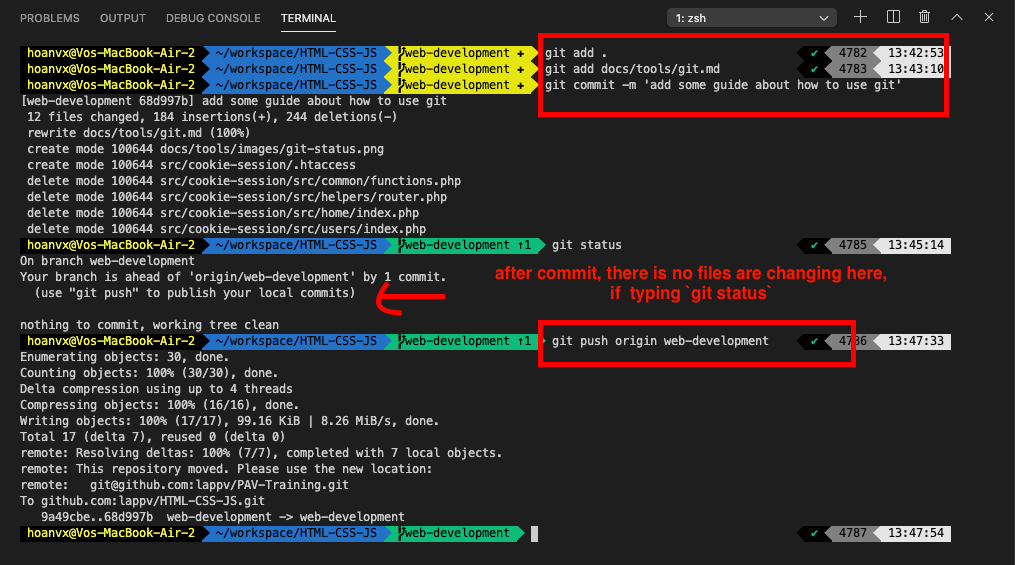 PROBLEMS OUTPUT DEBUG CONSOLE TERMINAL 1: zsh
hoanvx@Vos-MacBook-Air-2 ~/workspace/HTML-CSS-JS web-development + git add . ✔ 4782 13:42:53
hoanvx@Vos-MacBook-Air-2 ~/workspace/HTML-CSS-JS web-development + git add docs/tools/git.md ✔ 4783 13:43:10
hoanvx@Vos-MacBook-Air-2 ~/workspace/HTML-CSS-JS web-development + git commit -m 'add some guide about how to use git'
[web-development 68d997b] add some guide about how to use git
12 files changed, 184 insertions(+), 244 deletions(-)
rewrite docs/tools/git.md (100%)
create mode 100644 docs/tools/images/git-status.png
create mode 100644 src/cookie-session/.htaccess
delete mode 100644 src/cookie-session/src/common/functions.php
delete mode 100644 src/cookie-session/src/helpers/router.php
delete mode 100644 src/cookie-session/src/home/index.php
delete mode 100644 src/cookie-session/src/users/index.php
hoanvx@Vos-MacBook-Air-2 ~/workspace/HTML-CSS-JS web-development ↑1 git status ✔ 4785 13:45:14
On branch web-development
Your branch is ahead of 'origin/web-development' by 1 commit.
(use "git push" to publish your local commits)
after commit, there is no files are changing here,
if typing `git status`
nothing to commit, working tree clean
hoanvx@Vos-MacBook-Air-2 ~/workspace/HTML-CSS-JS web-development ↑1 git push origin web-development ✔ 4786 13:47:33
Enumerating objects: 30, done.
Counting objects: 100% (30/30), done.
Delta compression using up to 4 threads
Compressing objects: 100% (16/16), done.
Writing objects: 100% (17/17), 99.16 KiB | 8.26 MiB/s, done.
Total 17 (delta 7), reused 0 (delta 0)
remote: Resolving deltas: 100% (7/7), completed with 7 local objects.
remote: This repository moved. Please use the new location:
remote: git@github.com:lappv/PAV-Training.git
To github.com:lappv/HTML-CSS-JS.git
9a49cbe..68d997b web-development -> web-development
hoanvx@Vos-MacBook-Air-2 ~/workspace/HTML-CSS-JS web-development ✔ 4787 13:47:54